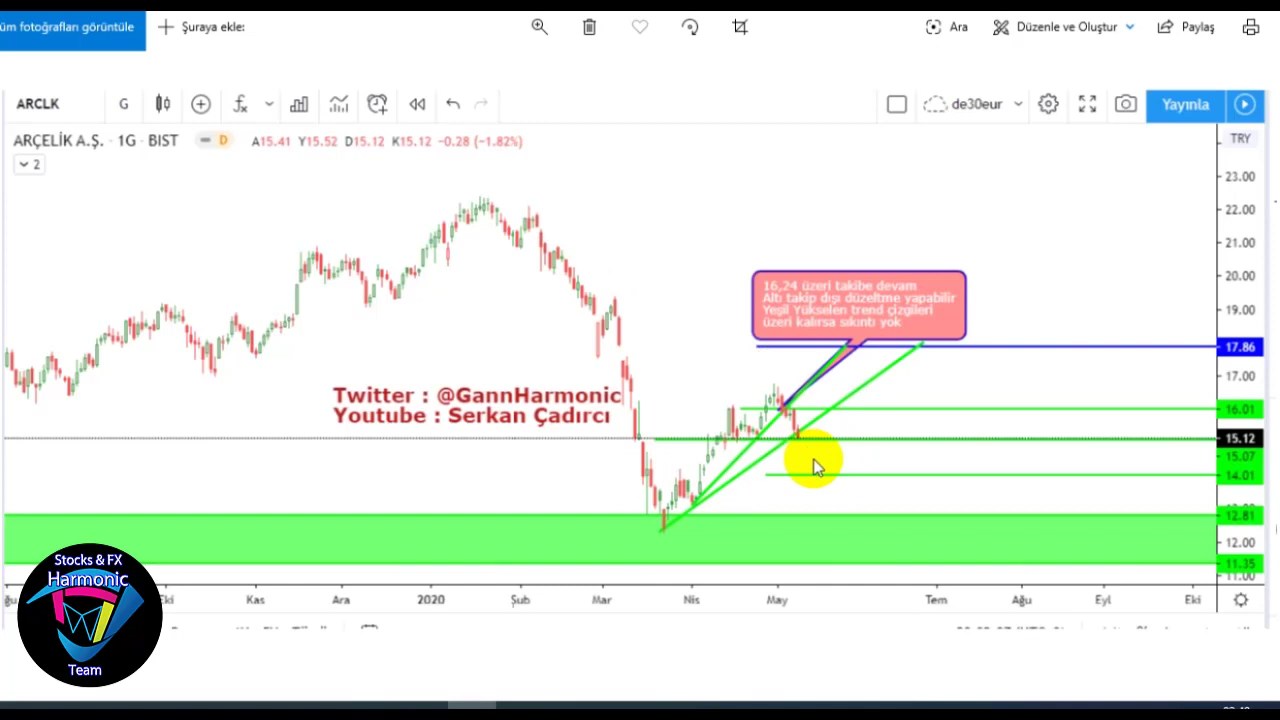 üm fotoğrafları görüntüle
Şuraya ekle:
Ara
Düzenle ve Oluştur
Paylaş
ARCLK
G
de30eur
Yayınla
ARÇELİK A.Ş. · 1G · BIST
D
A15.41 Y15.52 D15.12 K15.12 −0.28 (−1.82%)
TRY
2
23.00
22.00
21.00
20.00
19.00
16,24 üzeri takibe devam
Altı takip dışı düzeltme yapabilir
Yeşil Yükselen trend çizgileri
üzeri kalırsa sıkıntı yok
17.86
17.00
Twitter : @GannHarmonic
Youtube : Serkan Çadırcı
16.01
15.12
15.07
14.01
12.81
12.00
11.35
11.00
Eki
Kas
Ara
2020
Şub
Mar
Nis
May
Tem
Ağu
Eyl
Eki
Stocks & FX
Harmonic
Team